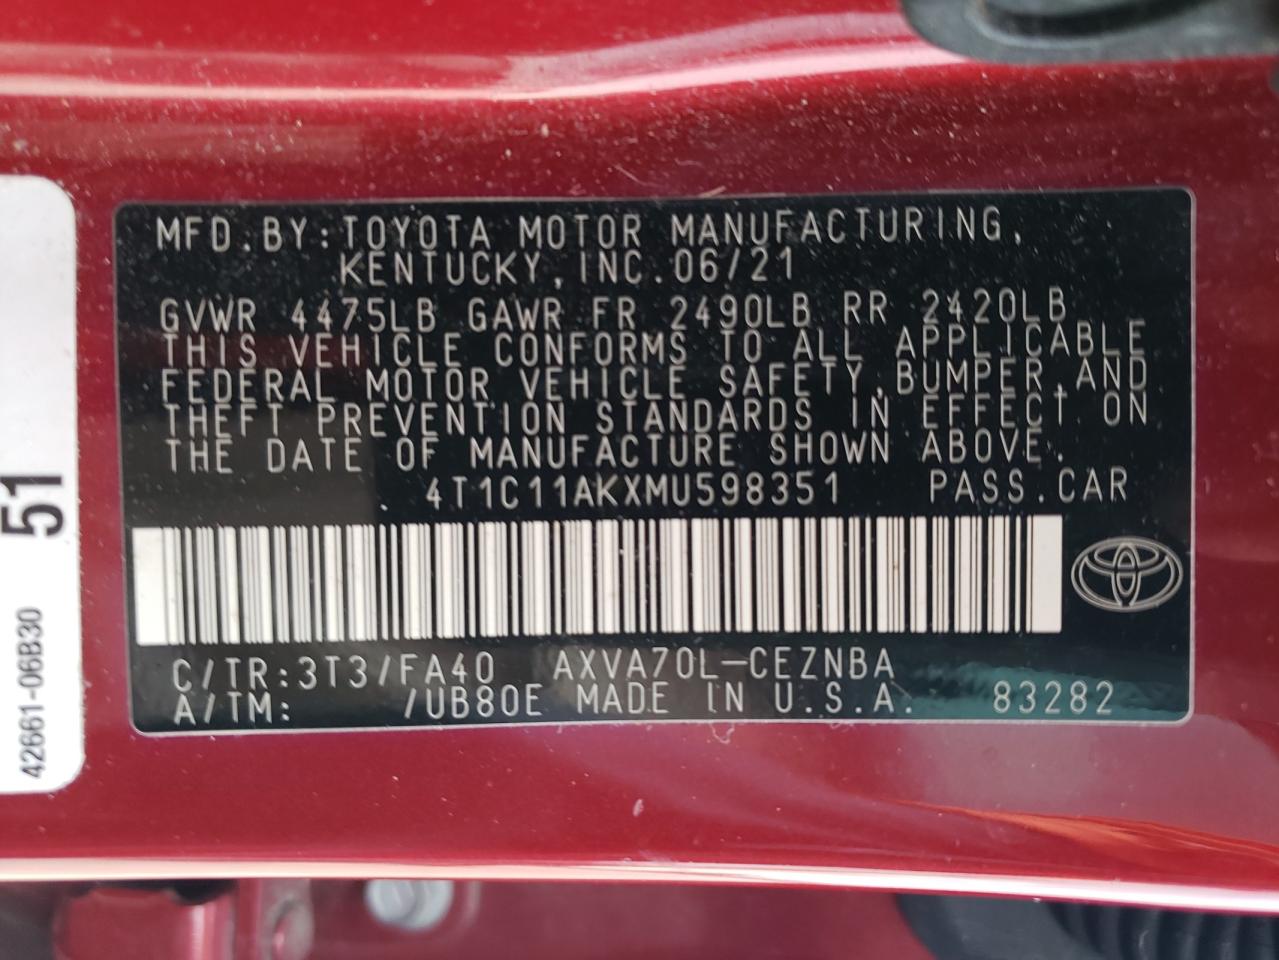 MFD.BY:TOYOTA MOTOR MANUFACTURING,
KENTUCKY,INC.06/21
GVWR 4475LB GAWR FR 2490LB RR 2420LB
THIS VEHICLE CONFORMS TO ALL APPLICABLE
FEDERAL MOTOR VEHICLE SAFETY,BUMPER,AND
THEFT PREVENTION STANDARDS IN EFFECT ON
THE DATE OF MANUFACTURE SHOWN ABOVE.
4T1C11AKXMU598351 PASS.CAR
C/TR:3T3/FA40 AXVA70L-CEZNBA
A/TM: /UB80E MADE IN U.S.A. 83282
51
42661-06B30